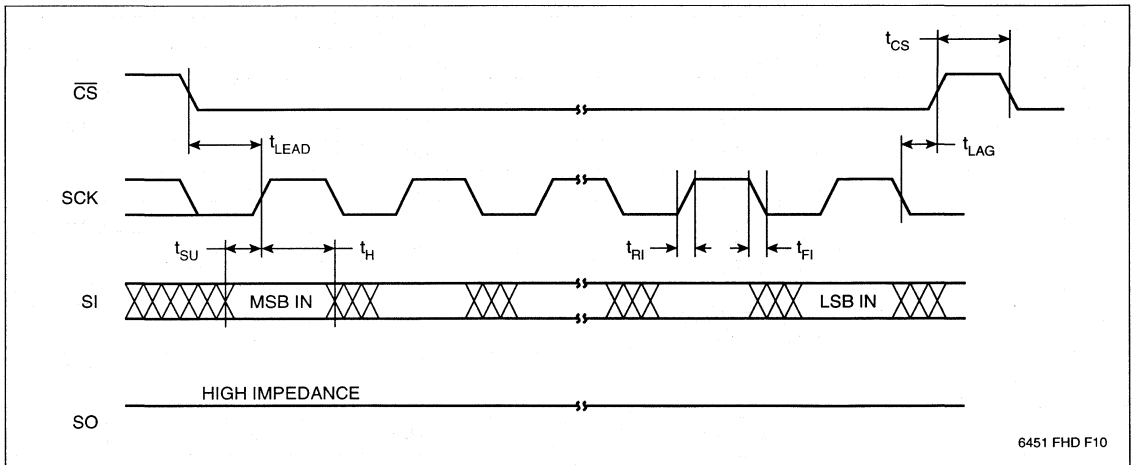 t_CS
C̅S̅
t_LEAD
t_LAG
SCK
t_SU
t_H
t_RI
t_FI
SI
MSB IN
LSB IN
HIGH IMPEDANCE
SO
6451 FHD F10